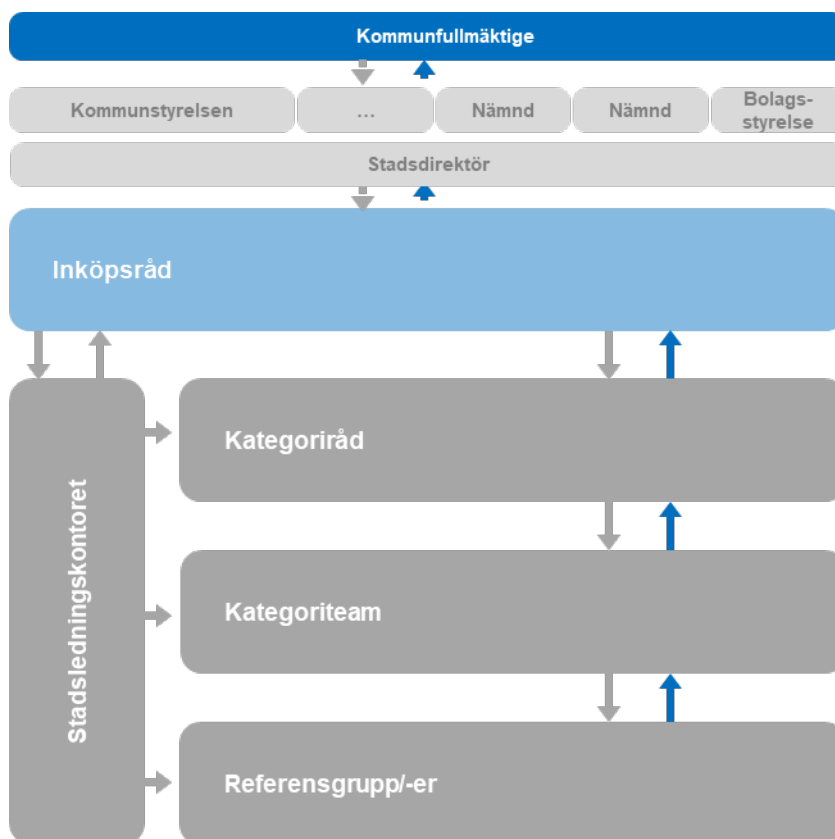 Kommunfullmäktige
Kommunstyrelsen
...
Nämnd
Nämnd
Bolags-
styrelse
Stadsdirektör
Inköpsråd
Stadsledningskontoret
Kategoriråd
Kategoriteam
Referensgrupp/-er